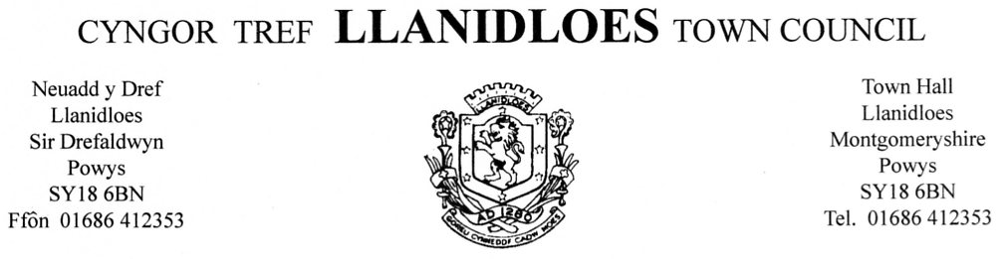 CYNGOR TREF LLANIDLOES TOWN COUNCIL
Neuadd y Dref
Llanidloes
Sir Drefaldwyn
Powys
SY18 6BN
Ffôn 01686 412353
LLANIDLOES
AD 1280
GOREU CYNNEDDF CADW MOES
Town Hall
Llanidloes
Montgomeryshire
Powys
SY18 6BN
Tel. 01686 412353